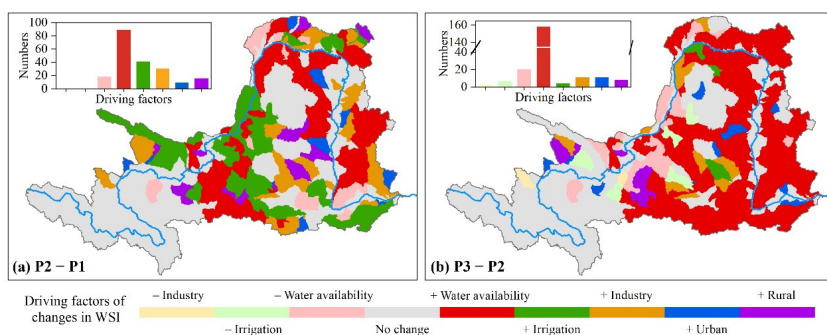 100
80
60
40
20
0
Numbers
Driving factors
(a) P2 − P1
160
140
20
0
Numbers
Driving factors
(b) P3 − P2
Driving factors of
changes in WSI
− Industry − Water availability + Water availability + Industry + Rural
− Irrigation No change + Irrigation + Urban